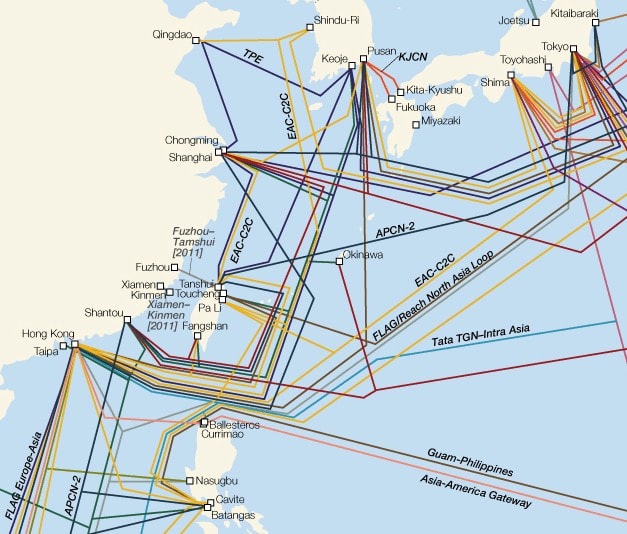 Shindu-Ri
Kitaibaraki
Joetsu
Qingdao
Pusan
KJCN
Tokyo
Toyohashi
TPE
Keoje
Shima
Kita-Kyushu
Fukuoka
EAC-C2C
Miyazaki
Chongming
Shanghai
Fuzhou–
Tamshui
[2011]
EAC-C2C
APCN-2
Okinawa
Fuzhou
EAC-C2C
FLAG/Reach North Asia Loop
Xiamen
Kinmen
Tanshui
Toucheng
Pa Li
Xiamen–
Kinmen
[2011]
Shantou
Fangshan
Hong Kong
Taipa
Tata TGN–Intra Asia
Ballesteros
Currimao
FLAG Europe-Asia
APCN-2
Guam-Philippines
Asia-America Gateway
Nasugbu
Cavite
Batangas